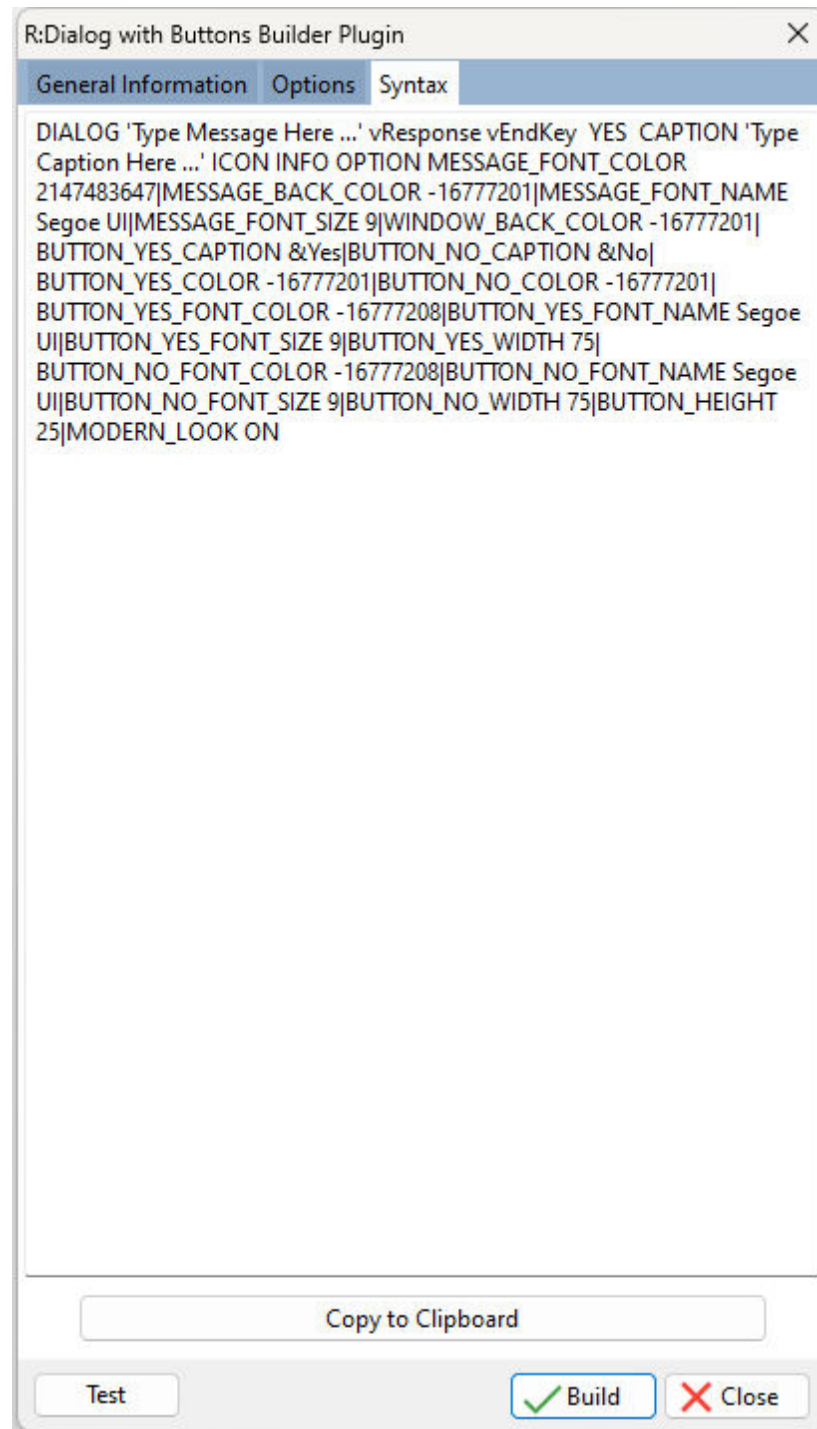 R:Dialog with Buttons Builder Plugin
General Information Options Syntax
DIALOG 'Type Message Here ...' vResponse vEndKey  YES  CAPTION 'Type
Caption Here ...' ICON INFO OPTION MESSAGE_FONT_COLOR
2147483647|MESSAGE_BACK_COLOR -16777201|MESSAGE_FONT_NAME
Segoe UI|MESSAGE_FONT_SIZE 9|WINDOW_BACK_COLOR -16777201|
BUTTON_YES_CAPTION &Yes|BUTTON_NO_CAPTION &No|
BUTTON_YES_COLOR -16777201|BUTTON_NO_COLOR -16777201|
BUTTON_YES_FONT_COLOR -16777208|BUTTON_YES_FONT_NAME Segoe
UI|BUTTON_YES_FONT_SIZE 9|BUTTON_YES_WIDTH 75|
BUTTON_NO_FONT_COLOR -16777208|BUTTON_NO_FONT_NAME Segoe
UI|BUTTON_NO_FONT_SIZE 9|BUTTON_NO_WIDTH 75|BUTTON_HEIGHT
25|MODERN_LOOK ON
Copy to Clipboard
Test Build Close